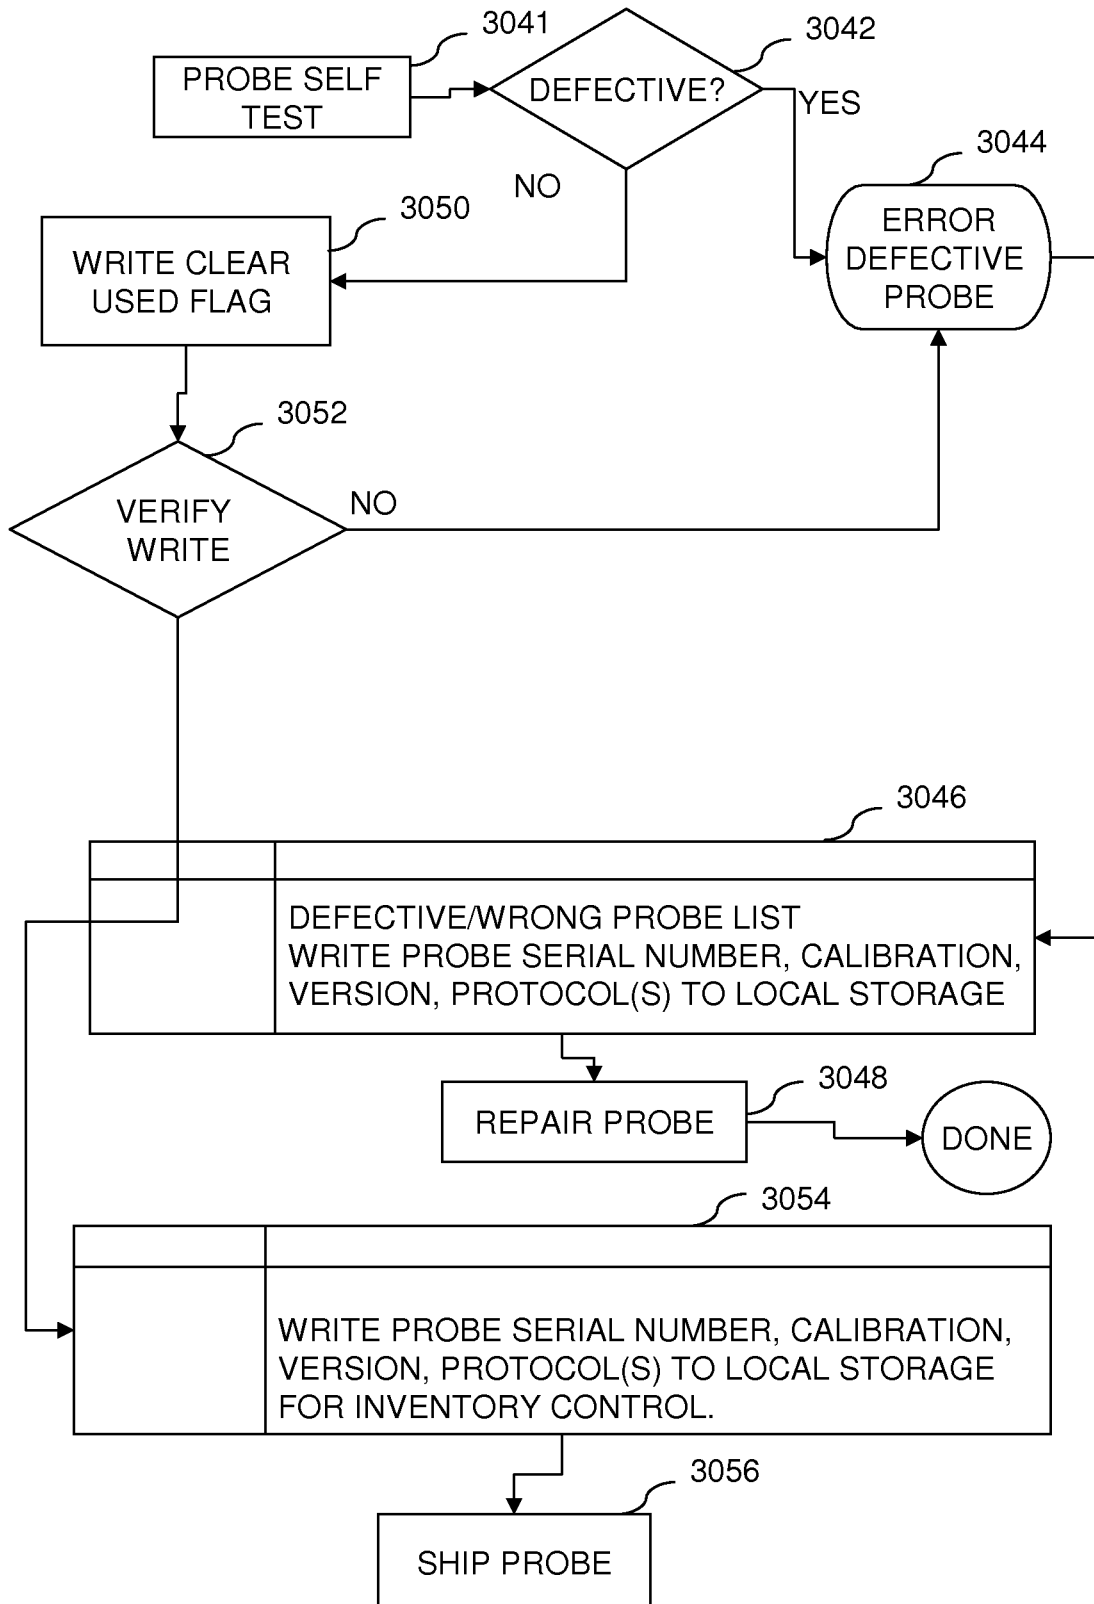 3041
3042
PROBE SELF
TEST
DEFECTIVE?
YES
3044
NO
3050
ERROR
DEFECTIVE
PROBE
WRITE CLEAR
USED FLAG
3052
VERIFY
WRITE
NO
3046
DEFECTIVE/WRONG PROBE LIST
WRITE PROBE SERIAL NUMBER, CALIBRATION,
VERSION, PROTOCOL(S) TO LOCAL STORAGE
3048
REPAIR PROBE
DONE
3054
WRITE PROBE SERIAL NUMBER, CALIBRATION,
VERSION, PROTOCOL(S) TO LOCAL STORAGE
FOR INVENTORY CONTROL.
3056
SHIP PROBE